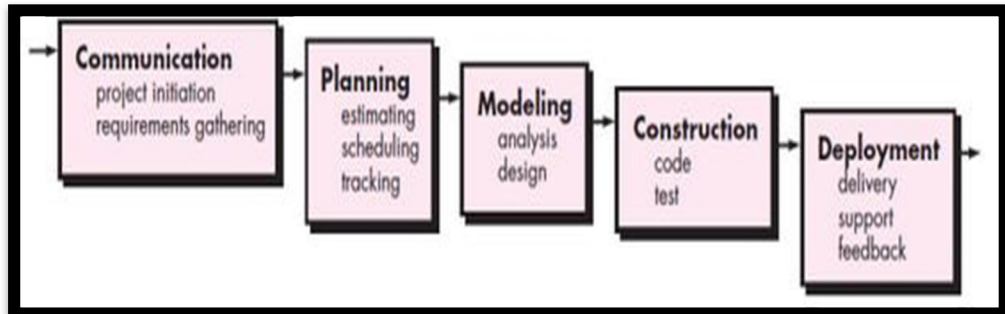 Communication
project initiation
requirements gathering
Planning
estimating
scheduling
tracking
Modeling
analysis
design
Construction
code
test
Deployment
delivery
support
feedback